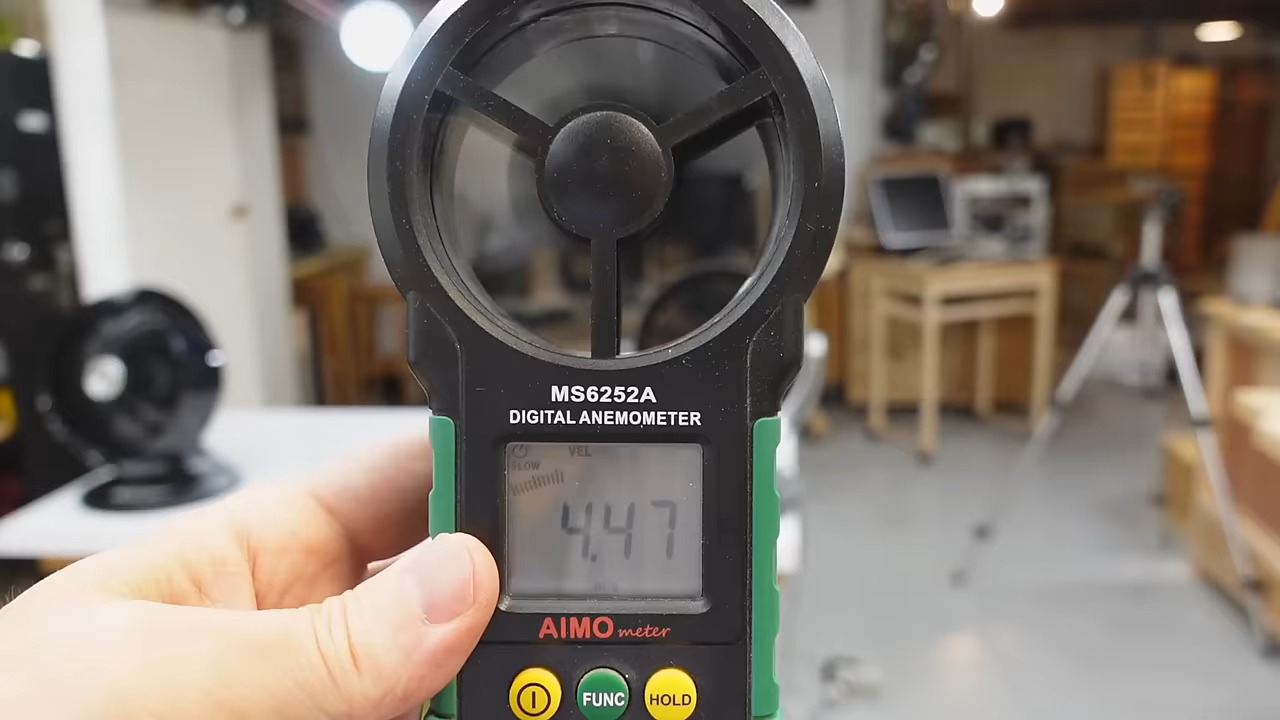 MS6252A
DIGITAL ANEMOMETER
VEL
SLOW
4.47
AIMO meter
FUNC
HOLD